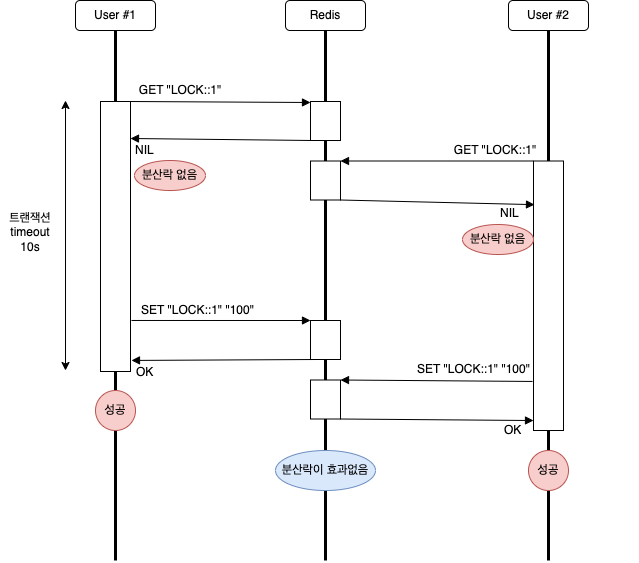 User #1
Redis
User #2
GET "LOCK::1"
NIL
분산락 없음
GET "LOCK::1"
NIL
분산락 없음
트랜잭션
timeout
10s
SET "LOCK::1" "100"
OK
SET "LOCK::1" "100"
OK
성공
분산락이 효과없음
성공